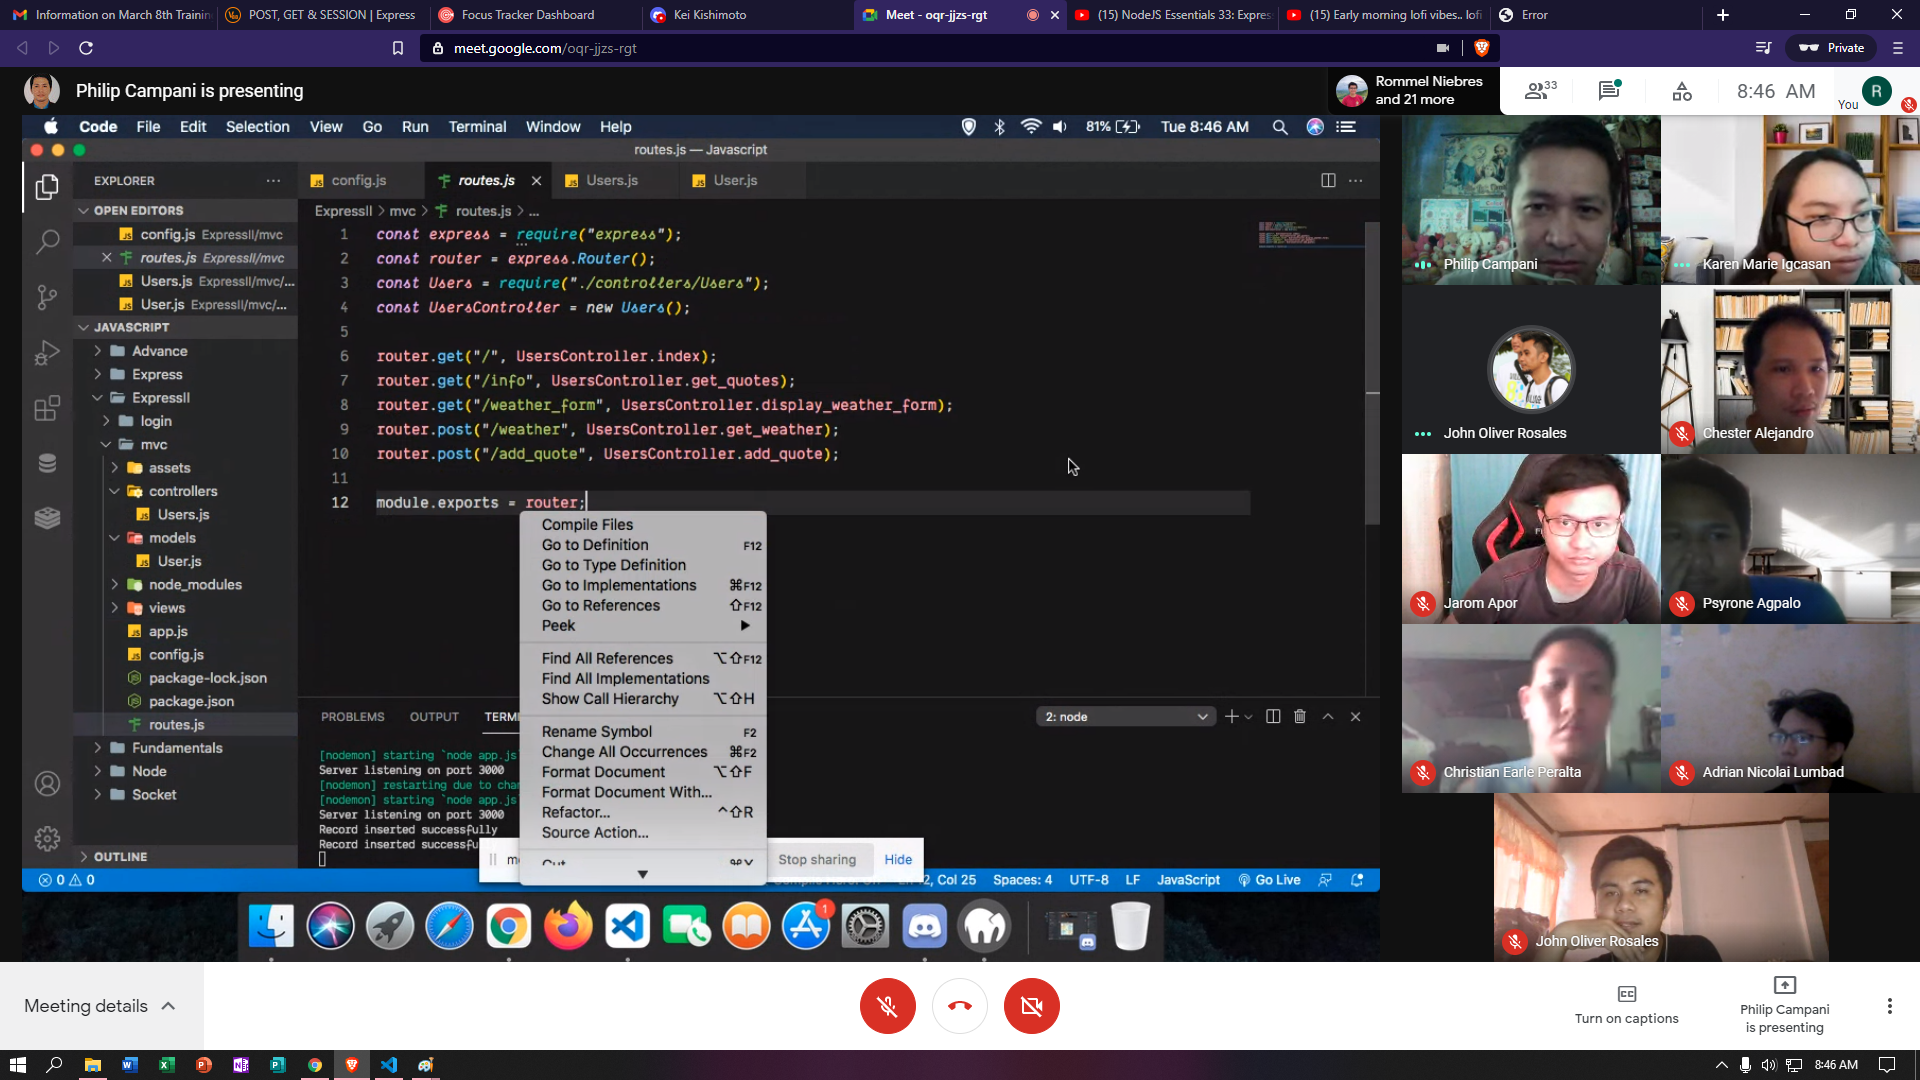 Information on March 8th Trainin
POST, GET & SESSION | Express
Focus Tracker Dashboard
Kei Kishimoto
Meet - oqr-jjzs-rgt
(15) NodeJS Essentials 33: Expres
(15) Early morning lofi vibes.. lofi
Error
meet.google.com/oqr-jjzs-rgt
Private
Philip Campani is presenting
Rommel Niebres
and 21 more
33
8:46 AM
You
R
Code File Edit Selection View Go Run Terminal Window Help
81%
Tue 8:46 AM
routes.js — Javascript
EXPLORER
config.js
routes.js
Users.js
User.js
OPEN EDITORS
config.js ExpressII/mvc
routes.js ExpressII/mvc
Users.js ExpressII/mvc/...
User.js ExpressII/mvc/...
JAVASCRIPT
Advance
Express
ExpressII
login
mvc
assets
controllers
Users.js
models
User.js
node_modules
views
app.js
config.js
package-lock.json
package.json
routes.js
Fundamentals
Node
Socket
OUTLINE
ExpressII > mvc > routes.js > ...
1 const express = require("express");
2 const router = express.Router();
3 const Users = require("./controllers/Users");
4 const UsersController = new Users();
5
6 router.get("/", UsersController.index);
7 router.get("/info", UsersController.get_quotes);
8 router.get("/weather_form", UsersController.display_weather_form);
9 router.post("/weather", UsersController.get_weather);
10 router.post("/add_quote", UsersController.add_quote);
11
12 module.exports = router;
Compile Files
Go to Definition F12
Go to Type Definition
Go to Implementations ⌘F12
Go to References ⇧F12
Peek
Find All References ⌥⇧F12
Find All Implementations
Show Call Hierarchy ⌥⇧H
Rename Symbol F2
Change All Occurrences ⌘F2
Format Document ⌥⇧F
Format Document With...
Refactor... ^⇧R
Source Action...
Cut ⌘X
PROBLEMS OUTPUT TERM
2: node
[nodemon] starting `node app.js`
Server listening on port 3000
[nodemon] restarting due to chan
[nodemon] starting `node app.js`
Server listening on port 3000
Record inserted successfully
Record inserted successfu
Stop sharing
Hide
0 0
12, Col 25
Spaces: 4
UTF-8
LF
JavaScript
Go Live
1
Philip Campani
Karen Marie Igcasan
John Oliver Rosales
Chester Alejandro
Jarom Apor
Psyrone Agpalo
Christian Earle Peralta
Adrian Nicolai Lumbad
John Oliver Rosales
Meeting details
Turn on captions
Philip Campani
is presenting
8:46 AM